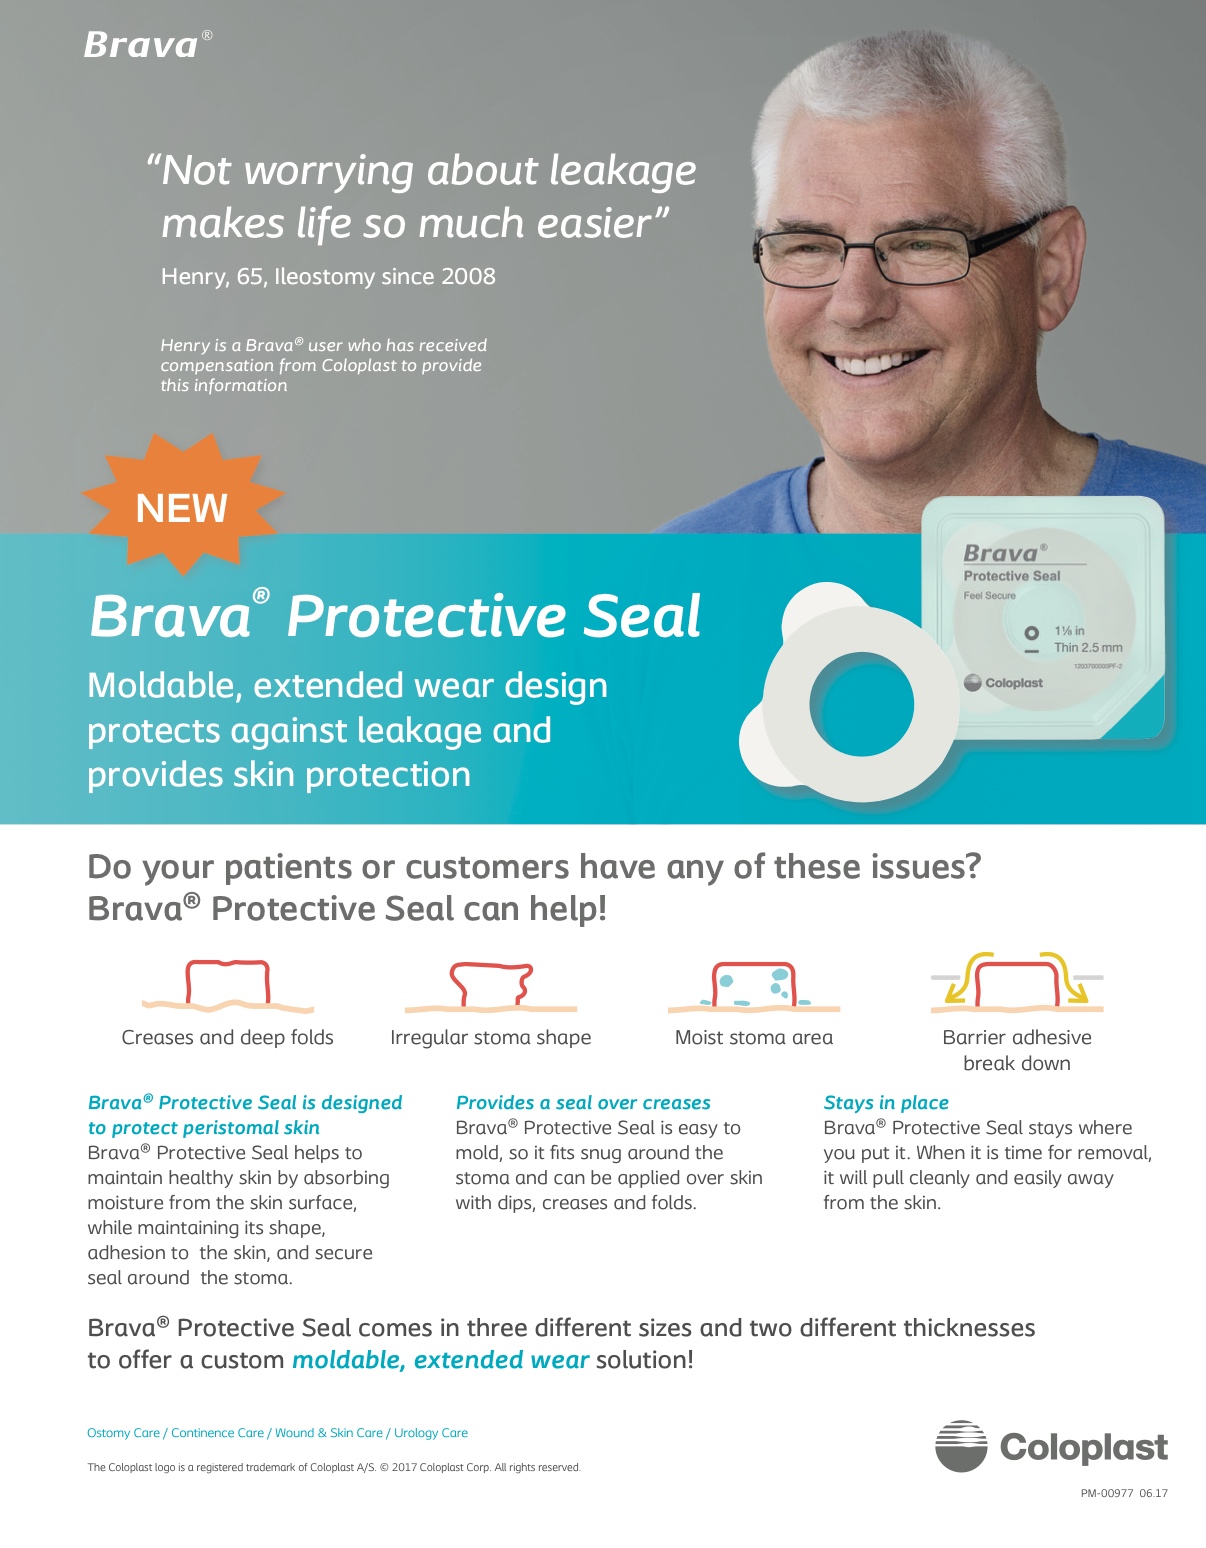 Brava®
“Not worrying about leakage
makes life so much easier”
Henry, 65, Ileostomy since 2008
Henry is a Brava® user who has received
compensation from Coloplast to provide
this information
NEW
Brava® Protective Seal
Moldable, extended wear design
protects against leakage and
provides skin protection
Brava®
Protective Seal
Feel Secure
1⅛ in
Thin 2.5 mm
1203700003PF-2
Coloplast
Do your patients or customers have any of these issues?
Brava® Protective Seal can help!
Creases and deep folds
Irregular stoma shape
Moist stoma area
Barrier adhesive
break down
Brava® Protective Seal is designed
to protect peristomal skin
Brava® Protective Seal helps to
maintain healthy skin by absorbing
moisture from the skin surface,
while maintaining its shape,
adhesion to  the skin, and secure
seal around  the stoma.
Provides a seal over creases
Brava® Protective Seal is easy to
mold, so it fits snug around the
stoma and can be applied over skin
with dips, creases and folds.
Stays in place
Brava® Protective Seal stays where
you put it. When it is time for removal,
it will pull cleanly and easily away
from the skin.
Brava® Protective Seal comes in three different sizes and two different thicknesses
to offer a custom moldable, extended wear solution!
Ostomy Care / Continence Care / Wound & Skin Care / Urology Care
The Coloplast logo is a registered trademark of Coloplast A/S. © 2017 Coloplast Corp. All rights reserved.
Coloplast
PM-00977  06.17